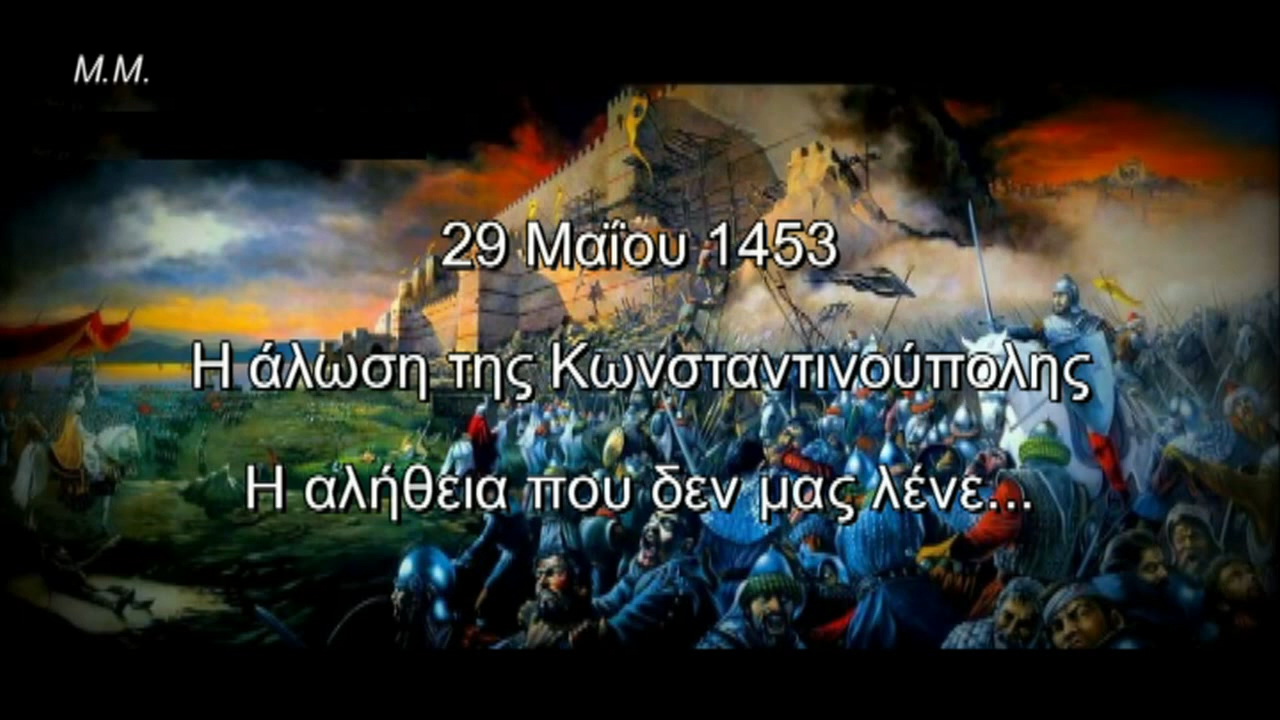 M.M.
29 Μαΐου 1453
Η άλωση της Κωνσταντινούπολης
Η αλήθεια που δεν μας λένε...